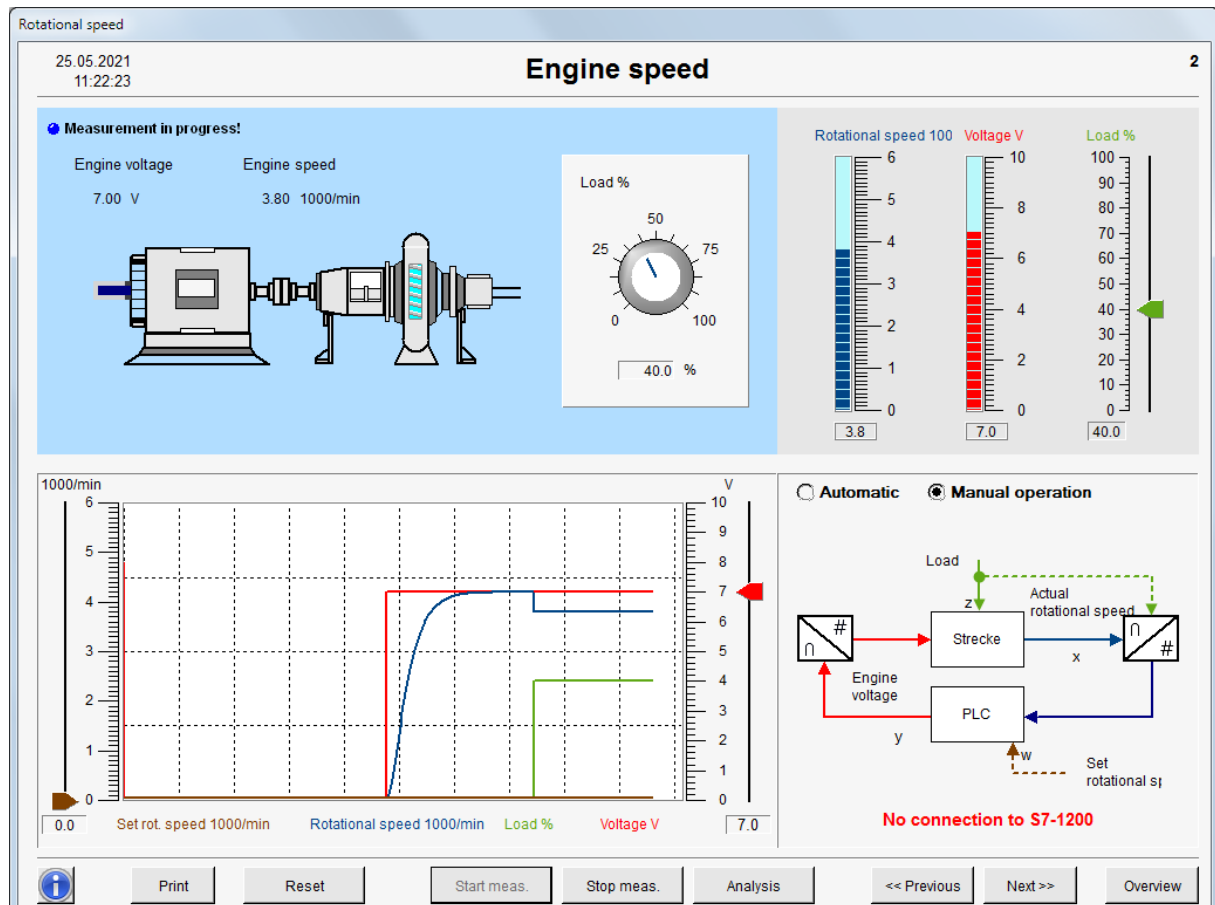 Rotational speed
25.05.2021
11:22:23
Engine speed
2
Measurement in progress!
Engine voltage
Engine speed
7.00 V
3.80 1000/min
Load %
50
25
75
0
100
40.0 %
Rotational speed 100
Voltage V
Load %
6
5
4
3
2
1
0
10
8
6
4
2
0
100
90
80
70
60
50
40
30
20
10
0
3.8
7.0
40.0
1000/min
V
6
5
4
3
2
1
0
10
9
8
7
6
5
4
3
2
1
0
0.0
Set rot. speed 1000/min
Rotational speed 1000/min
Load %
Voltage V
7.0
Automatic
Manual operation
Load
z
Actual
rotational speed
#
∩
Strecke
∩
#
x
Engine
voltage
PLC
y
w
Set
rotational sp
No connection to S7-1200
i
Print
Reset
Start meas.
Stop meas.
Analysis
<< Previous
Next >>
Overview